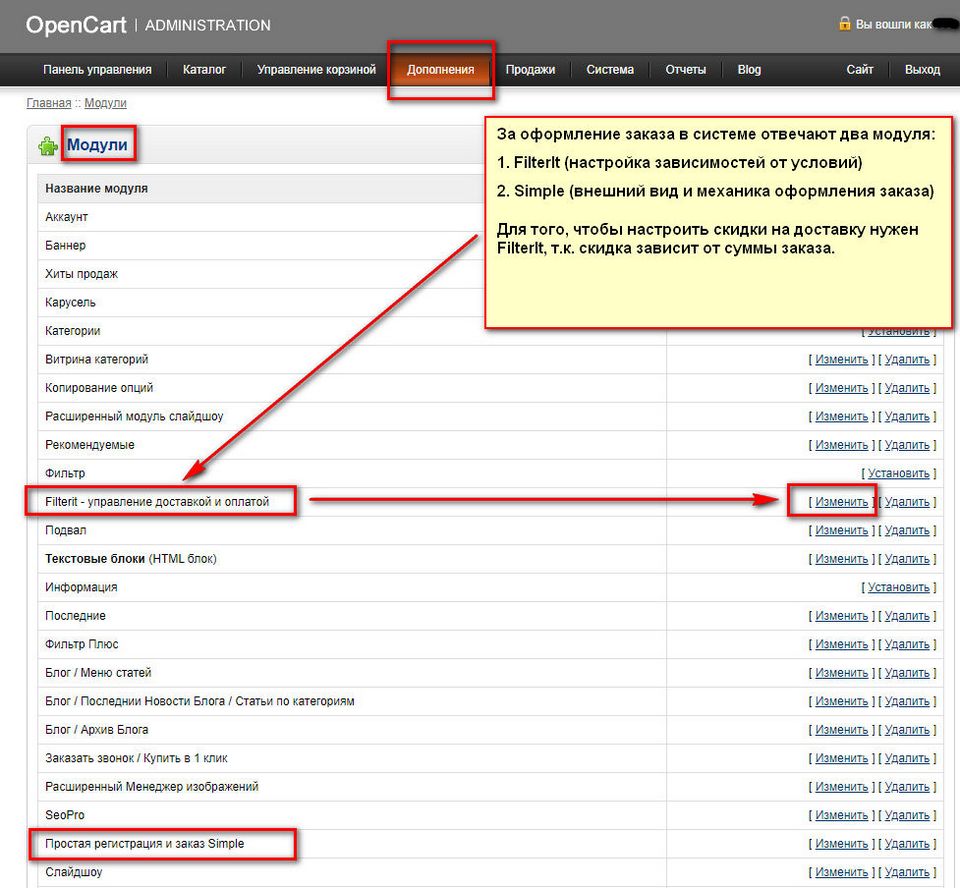 OpenCart | ADMINISTRATION
Вы вошли как
Панель управления Каталог Управление корзиной Дополнения Продажи Система Отчеты Blog Сайт Выход
Главная :: Модули
Модули
За оформление заказа в системе отвечают два модуля:
1. FilterIt (настройка зависимостей от условий)
2. Simple (внешний вид и механика оформления заказа)
Для того, чтобы настроить скидки на доставку нужен
FilterIt, т.к. скидка зависит от суммы заказа.
Название модуля
Аккаунт
Баннер
Хиты продаж
Карусель
Категории [ Установить ]
Витрина категорий [ Изменить ] [ Удалить ]
Копирование опций [ Изменить ] [ Удалить ]
Расширенный модуль слайдшоу [ Изменить ] [ Удалить ]
Рекомендуемые [ Изменить ] [ Удалить ]
Фильтр [ Установить ]
Filterit - управление доставкой и оплатой [ Изменить ] [ Удалить ]
Подвал [ Изменить ] [ Удалить ]
Текстовые блоки (HTML блок) [ Изменить ] [ Удалить ]
Информация [ Установить ]
Последние [ Изменить ] [ Удалить ]
Фильтр Плюс [ Изменить ] [ Удалить ]
Блог / Меню статей [ Изменить ] [ Удалить ]
Блог / Последнии Новости Блога / Статьи по категориям [ Изменить ] [ Удалить ]
Блог / Архив Блога [ Изменить ] [ Удалить ]
Заказать звонок / Купить в 1 клик [ Изменить ] [ Удалить ]
Расширенный Менеджер изображений [ Изменить ] [ Удалить ]
SeoPro [ Изменить ] [ Удалить ]
Простая регистрация и заказ Simple [ Изменить ] [ Удалить ]
Слайдшоу [ Изменить ] [ Удалить ]